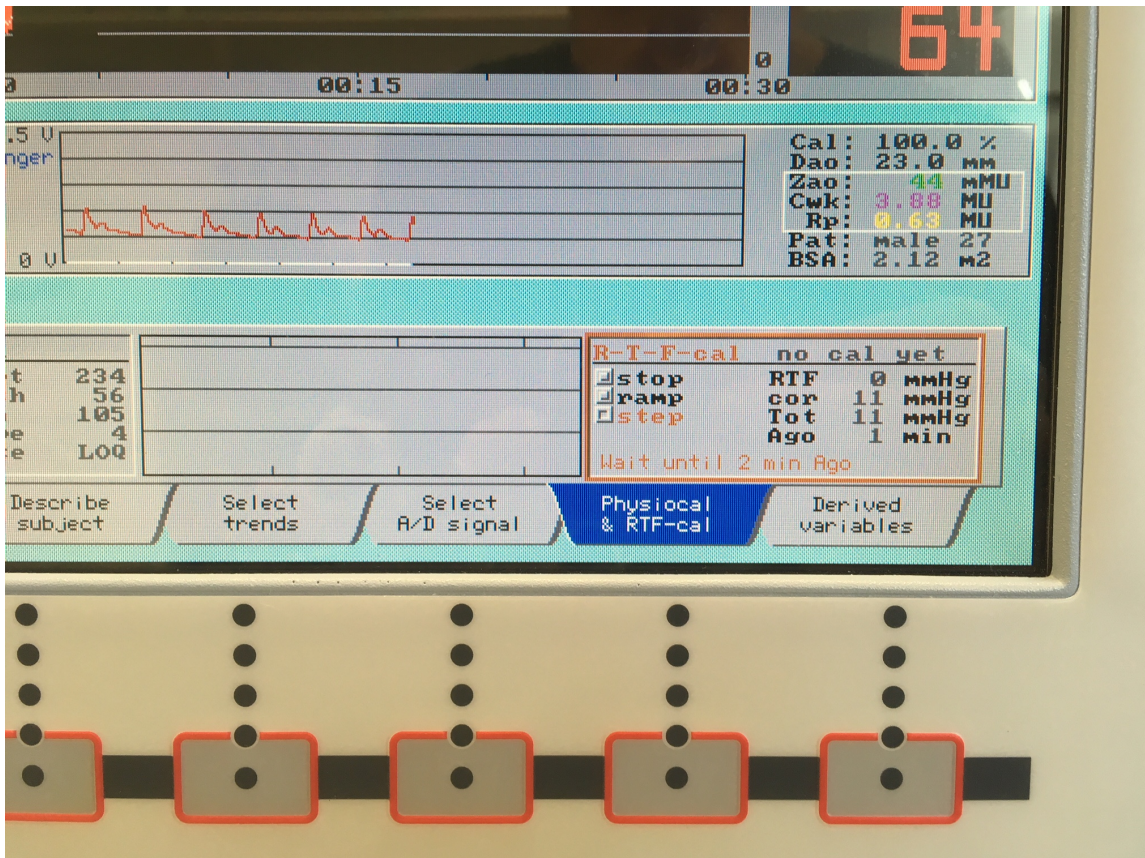 64
0
00:15
00:30
.5 V
nger
0 V
Cal: 100.0 %
Dao: 23.0 mm
Zao: 44 mMU
Cwk: 3.88 MU
Rp: 0.63 MU
Pat: male 27
BSA: 2.12 m2
t 234
h 56
105
e 4
e LOQ
R-T-F-cal no cal yet
stop RTF 0 mmHg
ramp cor 11 mmHg
step Tot 11 mmHg
Ago 1 min
Wait until 2 min Ago
Describe
subject
Select
trends
Select
A/D signal
Physiocal
& RTF-cal
Derived
variables